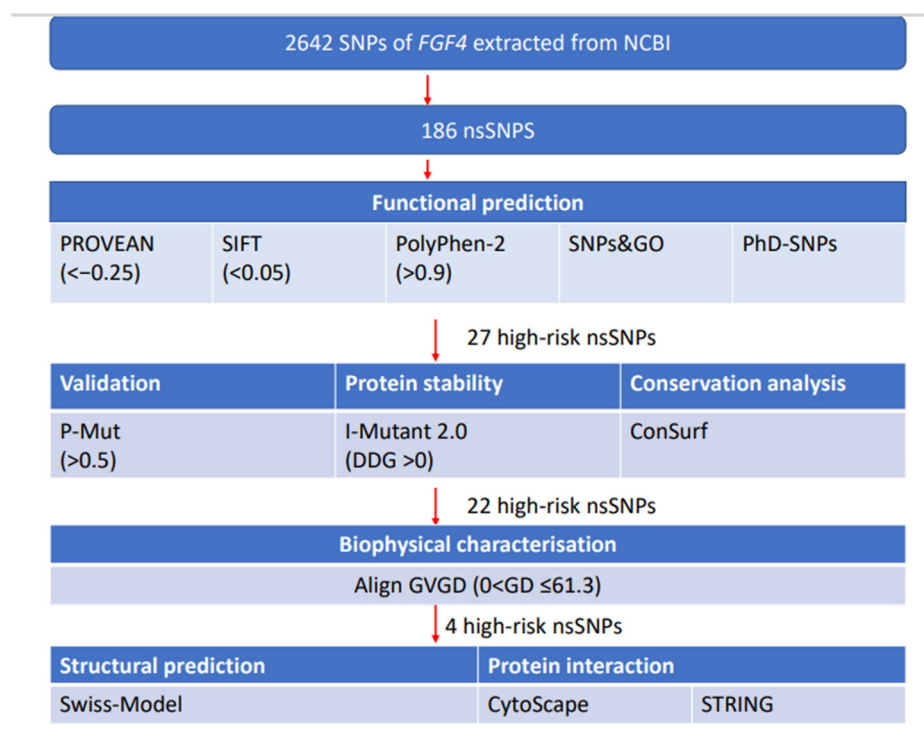 2642 SNPs of FGF4 extracted from NCBI
186 nsSNPS
Functional prediction
PROVEAN
(<−0.25)
SIFT
(<0.05)
PolyPhen-2
(>0.9)
SNPs&GO
PhD-SNPs
27 high-risk nsSNPs
Validation
Protein stability
Conservation analysis
P-Mut
(>0.5)
I-Mutant 2.0
(DDG >0)
ConSurf
22 high-risk nsSNPs
Biophysical characterisation
Align GVGD (0<GD ≤61.3)
4 high-risk nsSNPs
Structural prediction
Protein interaction
Swiss-Model
CytoScape
STRING